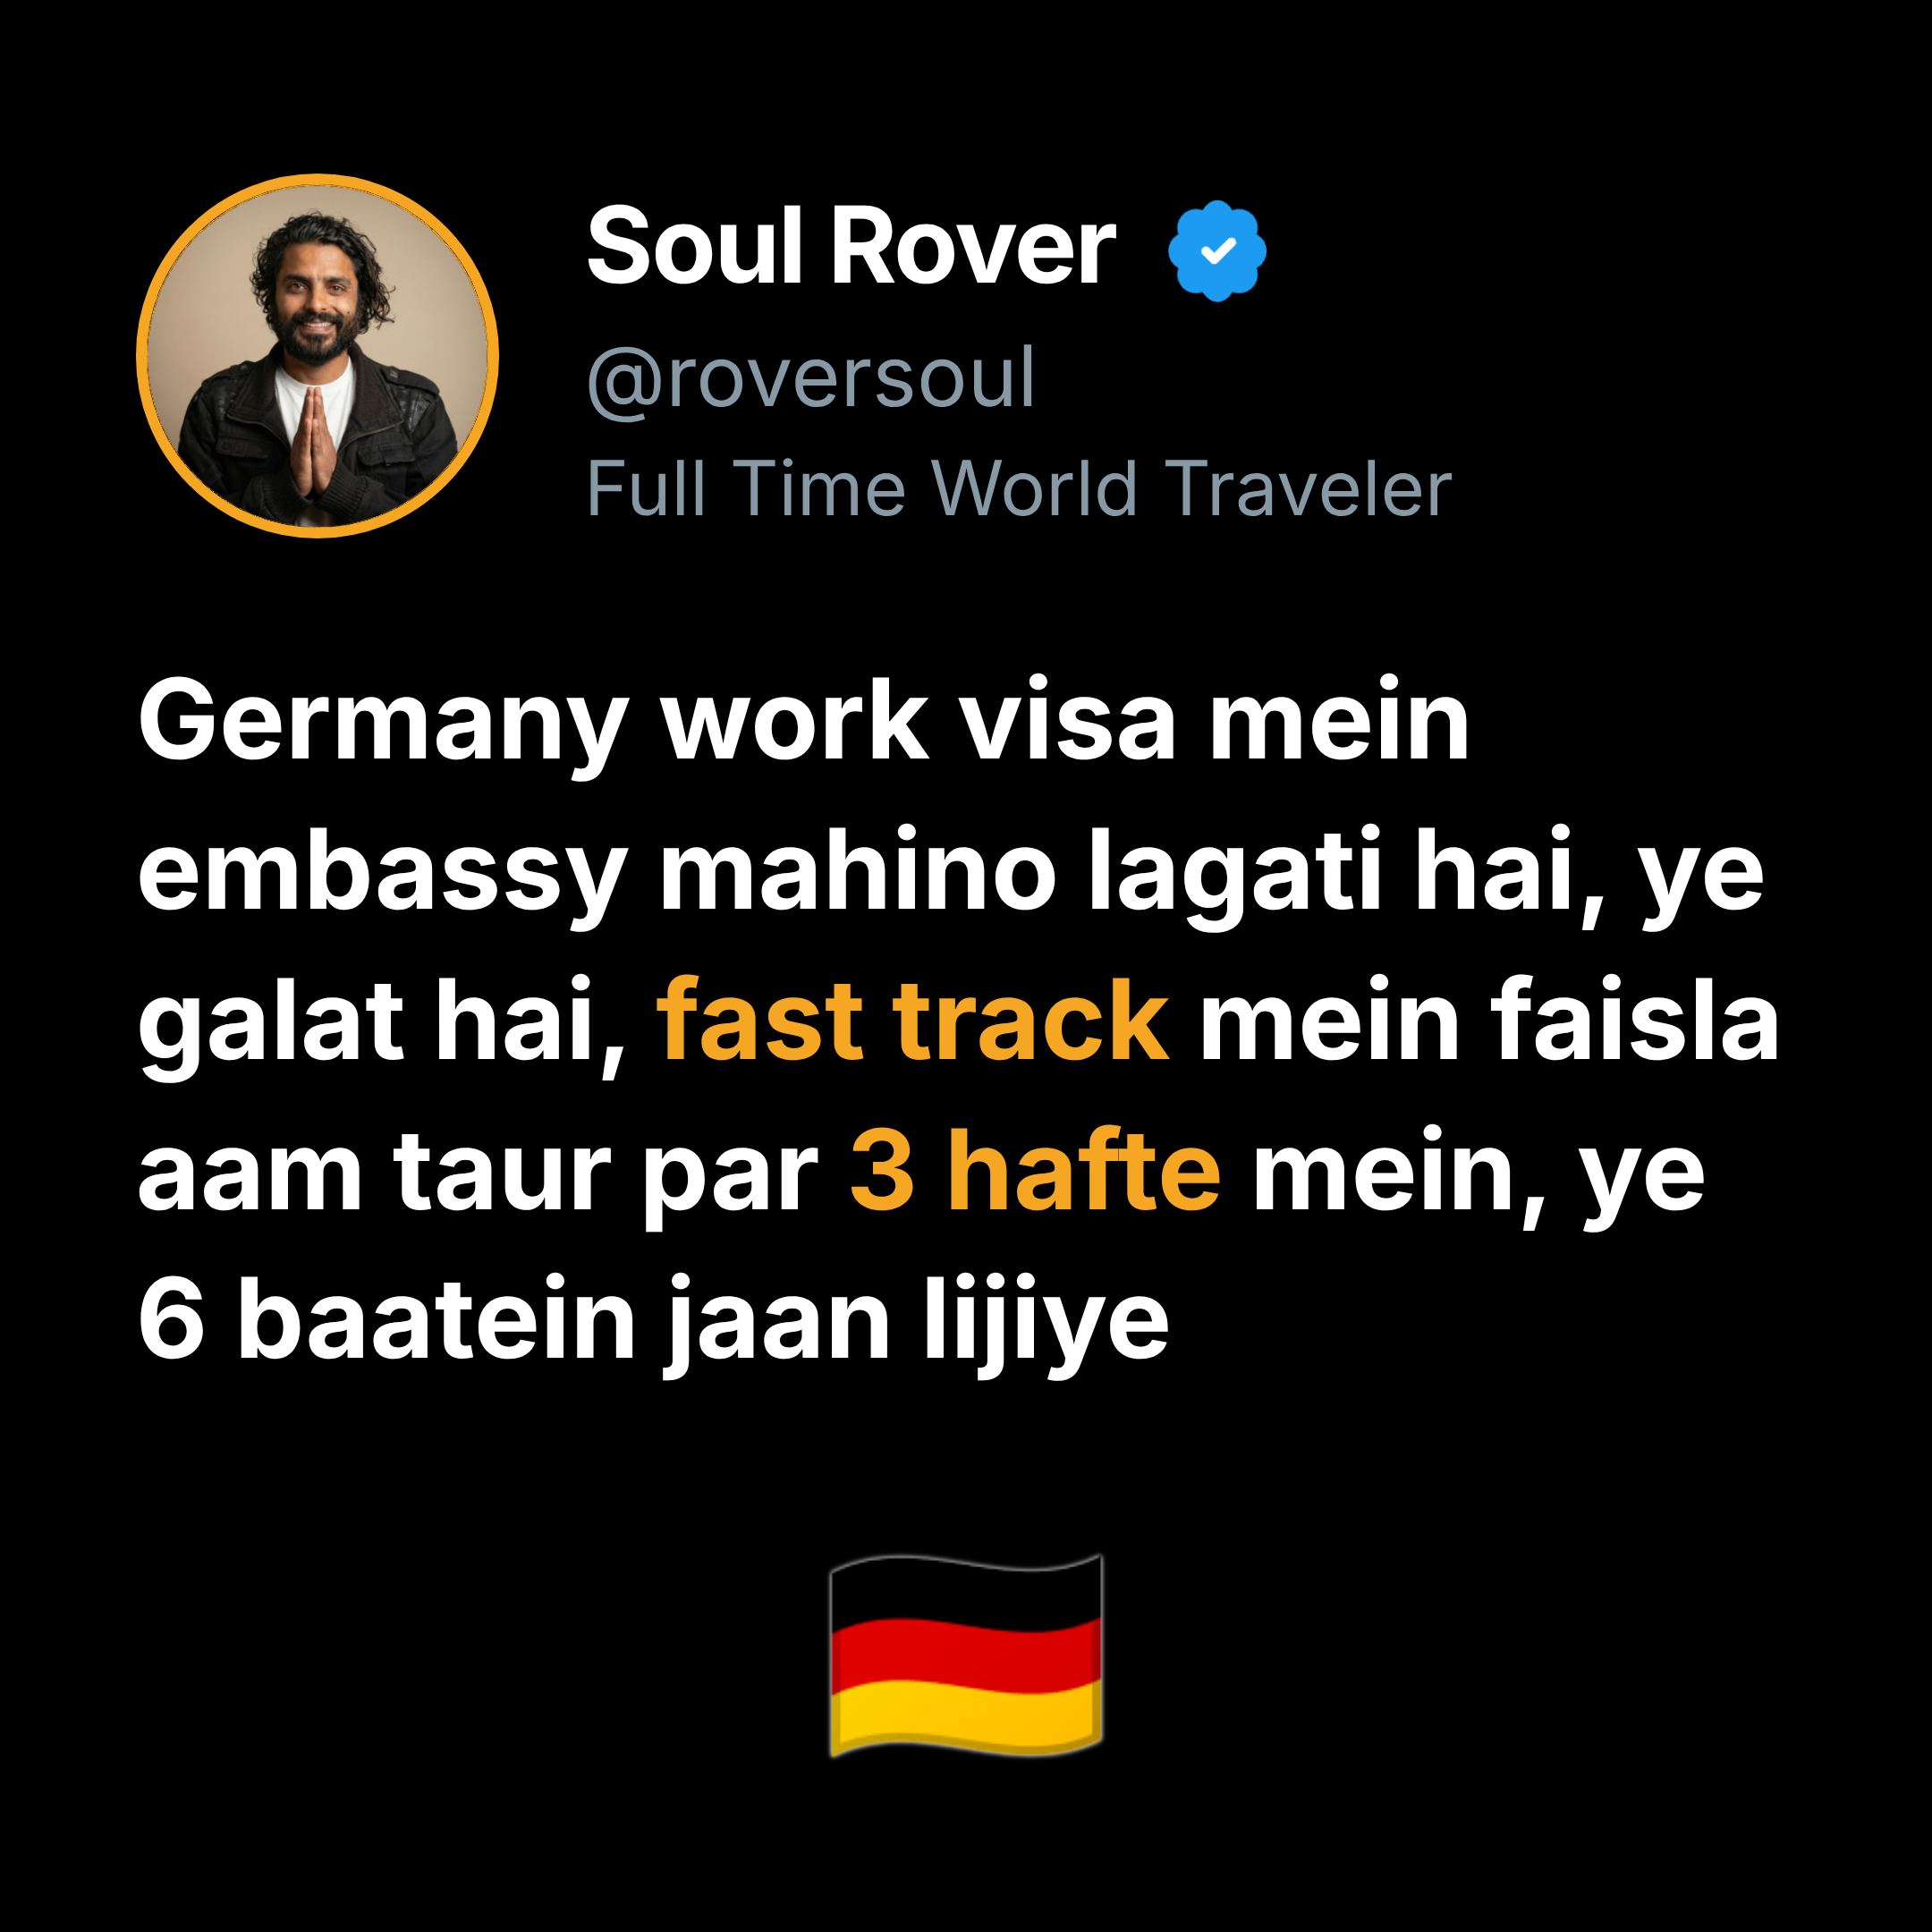 Soul Rover
@roversoul
Full Time World Traveler
Germany work visa mein
embassy mahino lagati hai, ye
galat hai, fast track mein faisla
aam taur par 3 hafte mein, ye
6 baatein jaan lijiye